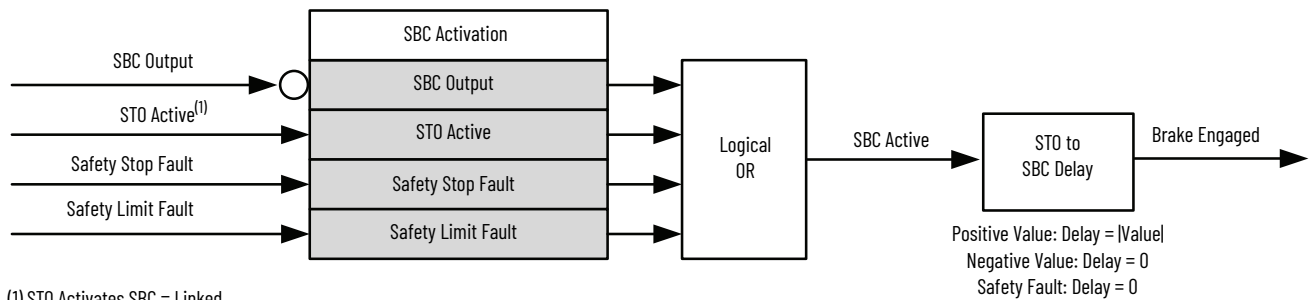 SBC Activation
SBC Output
SBC Output
STO Active(1)
STO Active
Safety Stop Fault
Safety Stop Fault
Safety Limit Fault
Safety Limit Fault
Logical
OR
SBC Active
STO to
SBC Delay
Brake Engaged
Positive Value: Delay = |Value|
Negative Value: Delay = 0
Safety Fault: Delay = 0
(1) STO Activates SBC = Linked